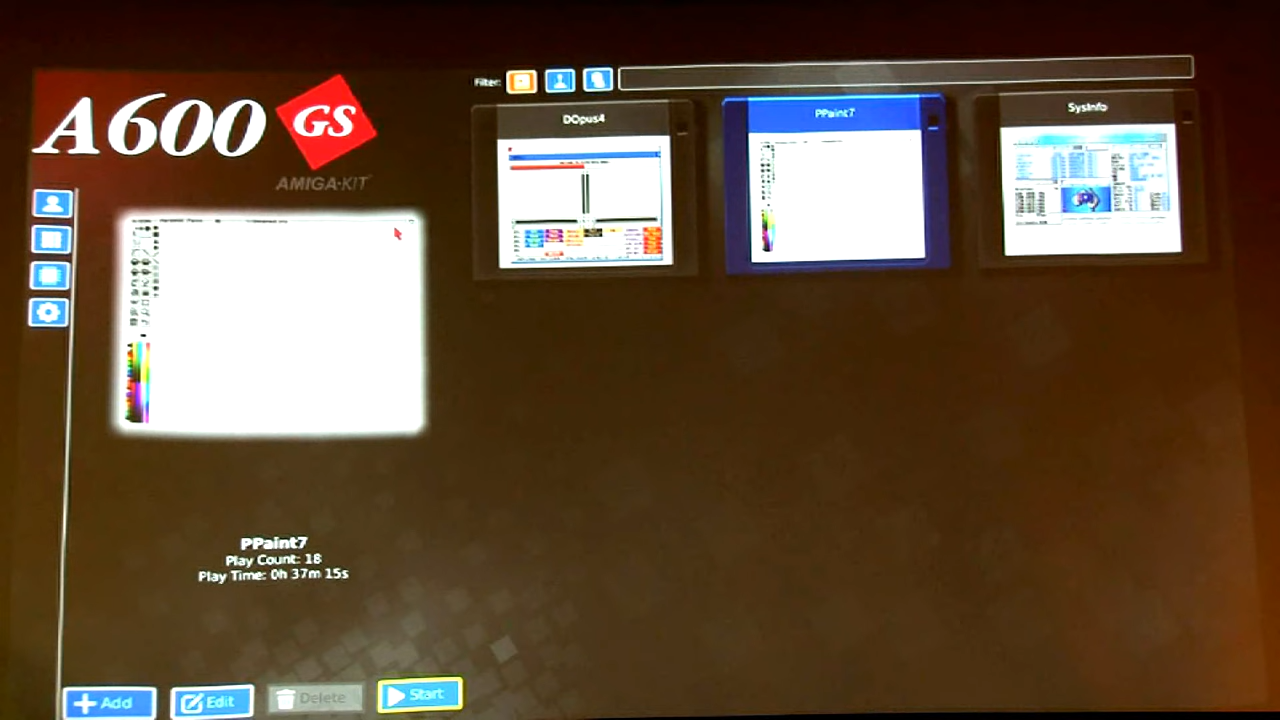 A600 GS
AMIGA-KIT
Filter:
DOpus4
PPaint7
SysInfo
PPaint7
Play Count: 18
Play Time: 0h 37m 15s
Add
Edit
Delete
Start